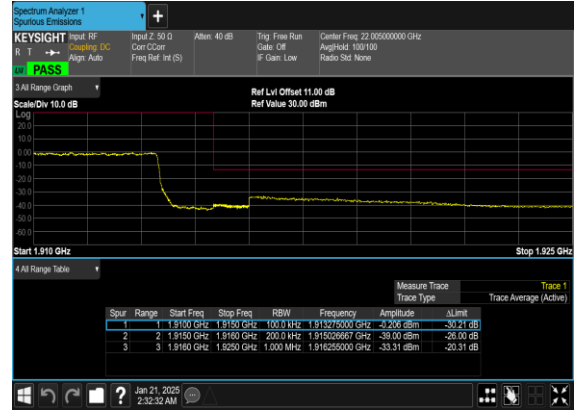 Spectrum Analyzer 1
Spurious Emissions
KEYSIGHT Input: RF Input Z: 50 Ω Atten: 40 dB Trig: Free Run Center Freq: 22.005000000 GHz
R T Coupling: DC Corr CCorr Gate: Off Avg|Hold: 100/100
Align: Auto Freq Ref: Int (S) IF Gain: Low Radio Std: None
PASS
3 All Range Graph
Ref Lvl Offset 11.00 dB
Scale/Div 10.0 dB Ref Value 30.00 dBm
Log
20.0
10.0
0.00
-10.0
-20.0
-30.0
-40.0
-50.0
-60.0
Start 1.910 GHz Stop 1.925 GHz
4 All Range Table
Measure Trace Trace 1
Trace Type Trace Average (Active)
Spur Range Start Freq Stop Freq RBW Frequency Amplitude ΔLimit
1 1 1.9100 GHz 1.9150 GHz 100.0 kHz 1.913275000 GHz -0.206 dBm -30.21 dB
2 2 1.9150 GHz 1.9160 GHz 200.0 kHz 1.915026667 GHz -39.00 dBm -26.00 dB
3 3 1.9160 GHz 1.9250 GHz 1.000 MHz 1.916255000 GHz -33.31 dBm -20.31 dB
? Jan 21, 2025
2:32:32 AM